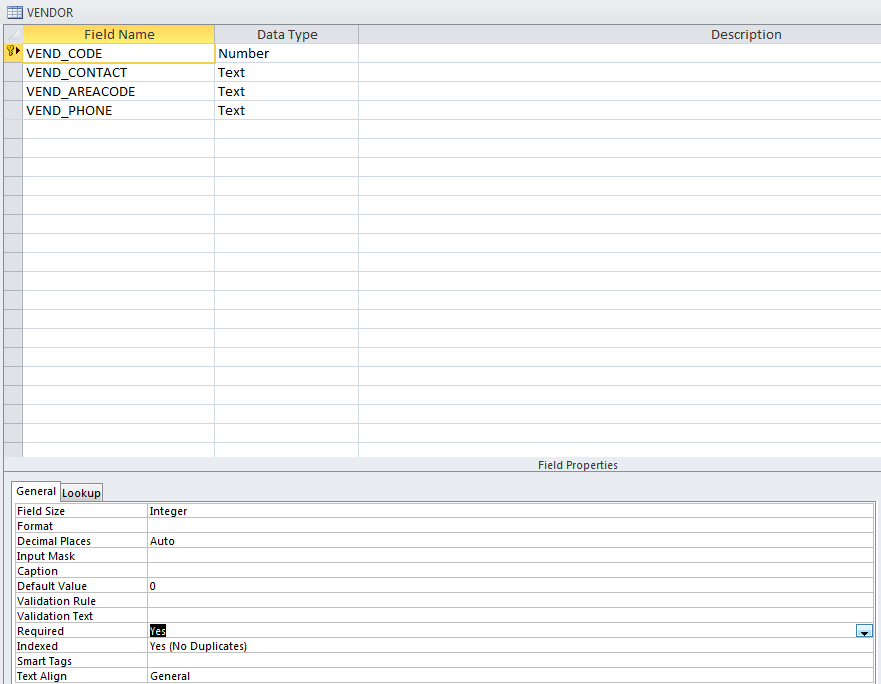 VENDOR
Field Name Data Type Description
VEND_CODE Number
VEND_CONTACT Text
VEND_AREACODE Text
VEND_PHONE Text
Field Properties
General Lookup
Field Size Integer
Format
Decimal Places Auto
Input Mask
Caption
Default Value 0
Validation Rule
Validation Text
Required Yes
Indexed Yes (No Duplicates)
Smart Tags
Text Align General